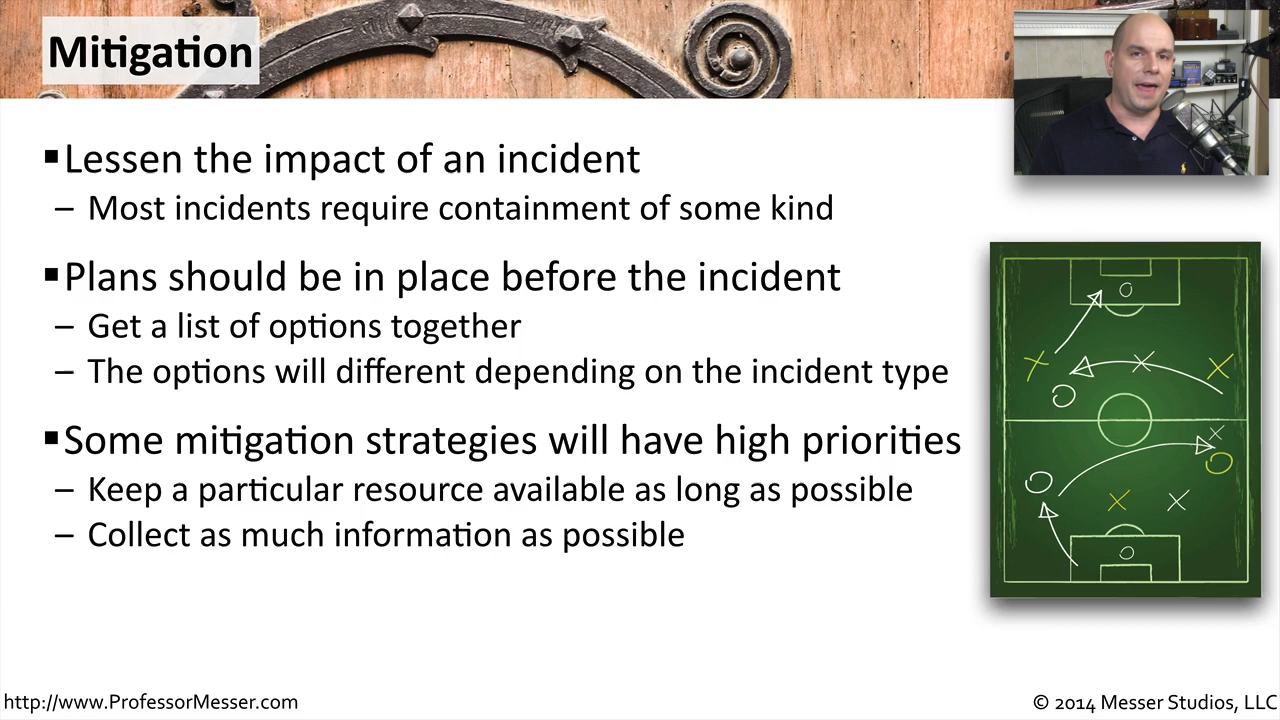 Mitigation
▪Lessen the impact of an incident
– Most incidents require containment of some kind
▪Plans should be in place before the incident
– Get a list of options together
– The options will different depending on the incident type
▪Some mitigation strategies will have high priorities
– Keep a particular resource available as long as possible
– Collect as much information as possible
http://www.ProfessorMesser.com
© 2014 Messer Studios, LLC